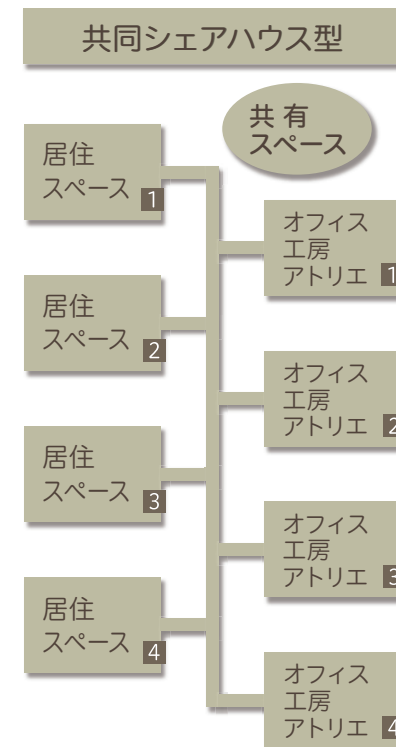 共同シェアハウス型
共有
スペース
居住
スペース 1
オフィス
工房
アトリエ 1
居住
スペース 2
オフィス
工房
アトリエ 2
居住
スペース 3
オフィス
工房
アトリエ 3
居住
スペース 4
オフィス
工房
アトリエ 4